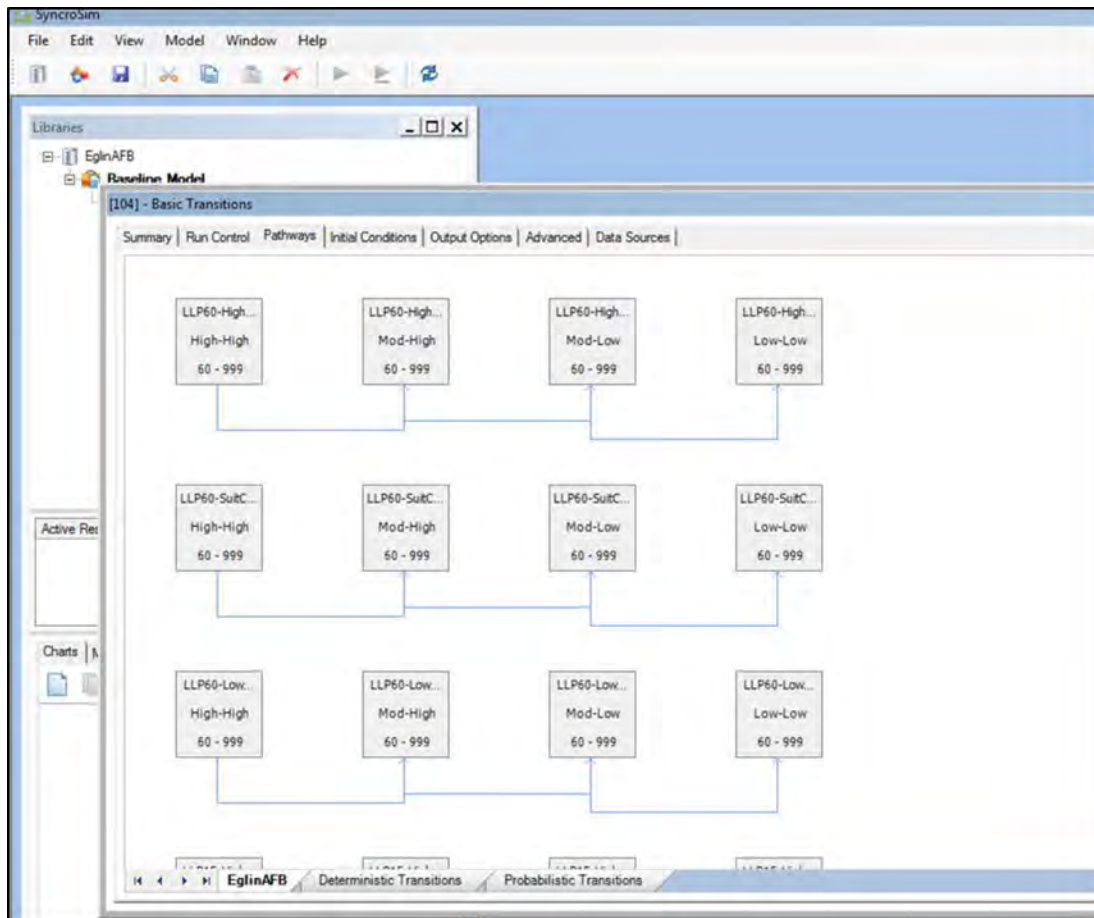 SyncroSim
File Edit View Model Window Help
Libraries
EglinAFB
Baseline Model
[104] - Basic Transitions
Summary Run Control Pathways Initial Conditions Output Options Advanced Data Sources
LLP60-High... LLP60-High... LLP60-High... LLP60-High...
High-High Mod-High Mod-Low Low-Low
60 - 999 60 - 999 60 - 999 60 - 999
LLP60-SuitC... LLP60-SuitC... LLP60-SuitC... LLP60-SuitC...
High-High Mod-High Mod-Low Low-Low
60 - 999 60 - 999 60 - 999 60 - 999
Active Res
Charts
LLP60-Low... LLP60-Low... LLP60-Low... LLP60-Low...
High-High Mod-High Mod-Low Low-Low
60 - 999 60 - 999 60 - 999 60 - 999
EglinAFB Deterministic Transitions Probabilistic Transitions